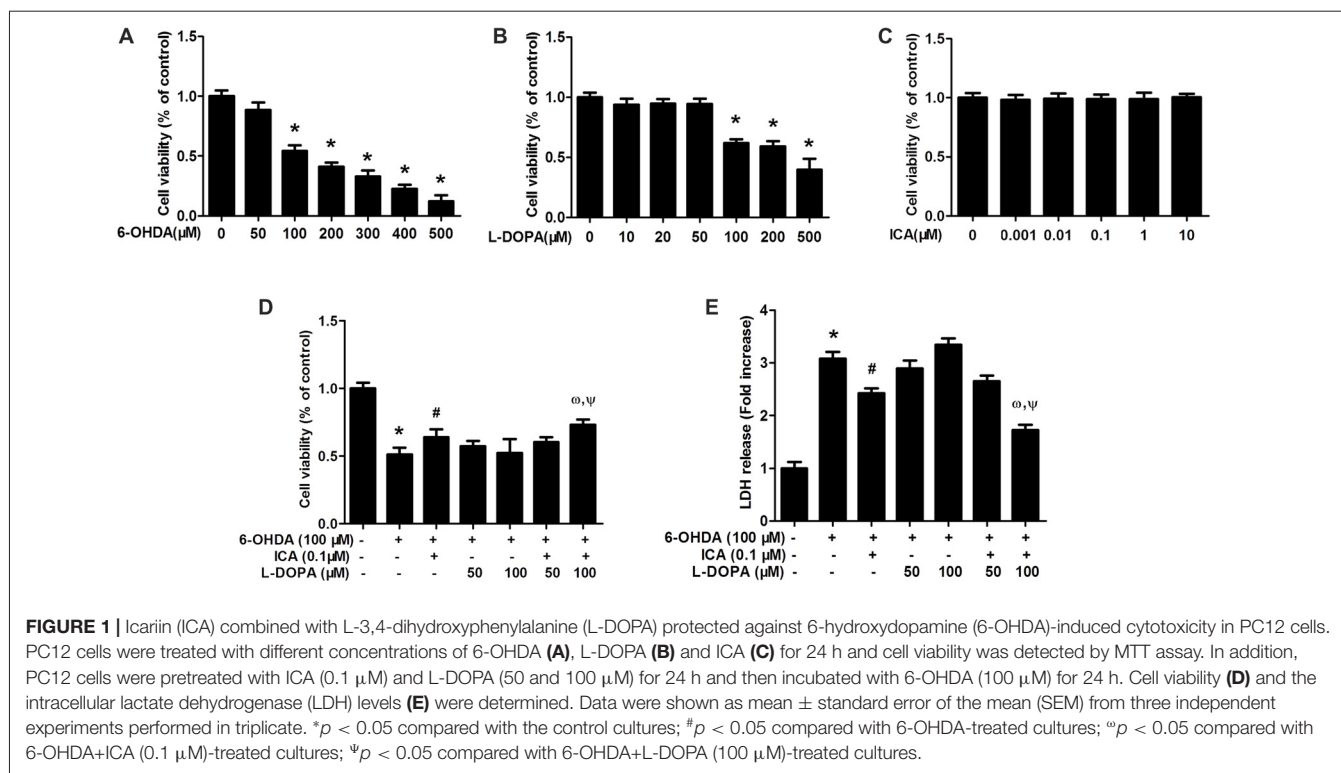 A
Cell viability (% of control)
1.5
1.0
0.5
0.0
* * * * *
6-OHDA(μM) 0 50 100 200 300 400 500
B
Cell viability (% of control)
1.5
1.0
0.5
0.0
* * *
L-DOPA(μM) 0 10 20 50 100 200 500
C
Cell viability (% of control)
1.5
1.0
0.5
0.0
ICA(μM) 0 0.001 0.01 0.1 1 10
D
Cell viability (% of control)
1.5
1.0
0.5
0.0
* # ω,ψ
6-OHDA (100 μM) - + + + + + +
ICA (0.1μM) - - + - - + +
L-DOPA (μM) - - - 50 100 50 100
E
LDH release (Fold increase)
4
3
2
1
0
* # ω,ψ
6-OHDA (100 μM) - + + + + + +
ICA (0.1 μM) - - + - - + +
L-DOPA (μM) - - - 50 100 50 100
FIGURE 1 | Icariin (ICA) combined with L-3,4-dihydroxyphenylalanine (L-DOPA) protected against 6-hydroxydopamine (6-OHDA)-induced cytotoxicity in PC12 cells.
PC12 cells were treated with different concentrations of 6-OHDA (A), L-DOPA (B) and ICA (C) for 24 h and cell viability was detected by MTT assay. In addition,
PC12 cells were pretreated with ICA (0.1 μM) and L-DOPA (50 and 100 μM) for 24 h and then incubated with 6-OHDA (100 μM) for 24 h. Cell viability (D) and the
intracellular lactate dehydrogenase (LDH) levels (E) were determined. Data were shown as mean ± standard error of the mean (SEM) from three independent
experiments performed in triplicate. *p < 0.05 compared with the control cultures; #p < 0.05 compared with 6-OHDA-treated cultures; ωp < 0.05 compared with
6-OHDA+ICA (0.1 μM)-treated cultures; Ψp < 0.05 compared with 6-OHDA+L-DOPA (100 μM)-treated cultures.